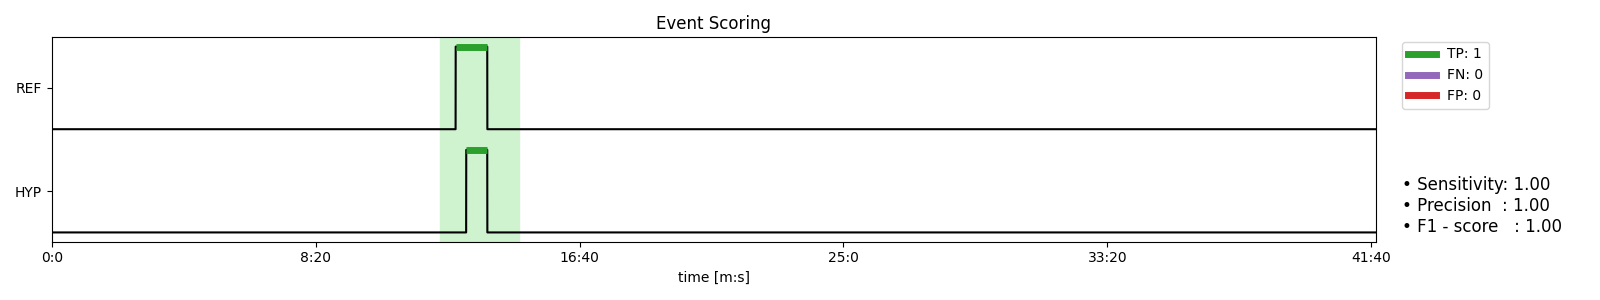 Event Scoring
REF
HYP
0:0
8:20
16:40
25:0
33:20
41:40
time [m:s]
TP: 1
FN: 0
FP: 0
• Sensitivity: 1.00
• Precision  : 1.00
• F1 - score   : 1.00